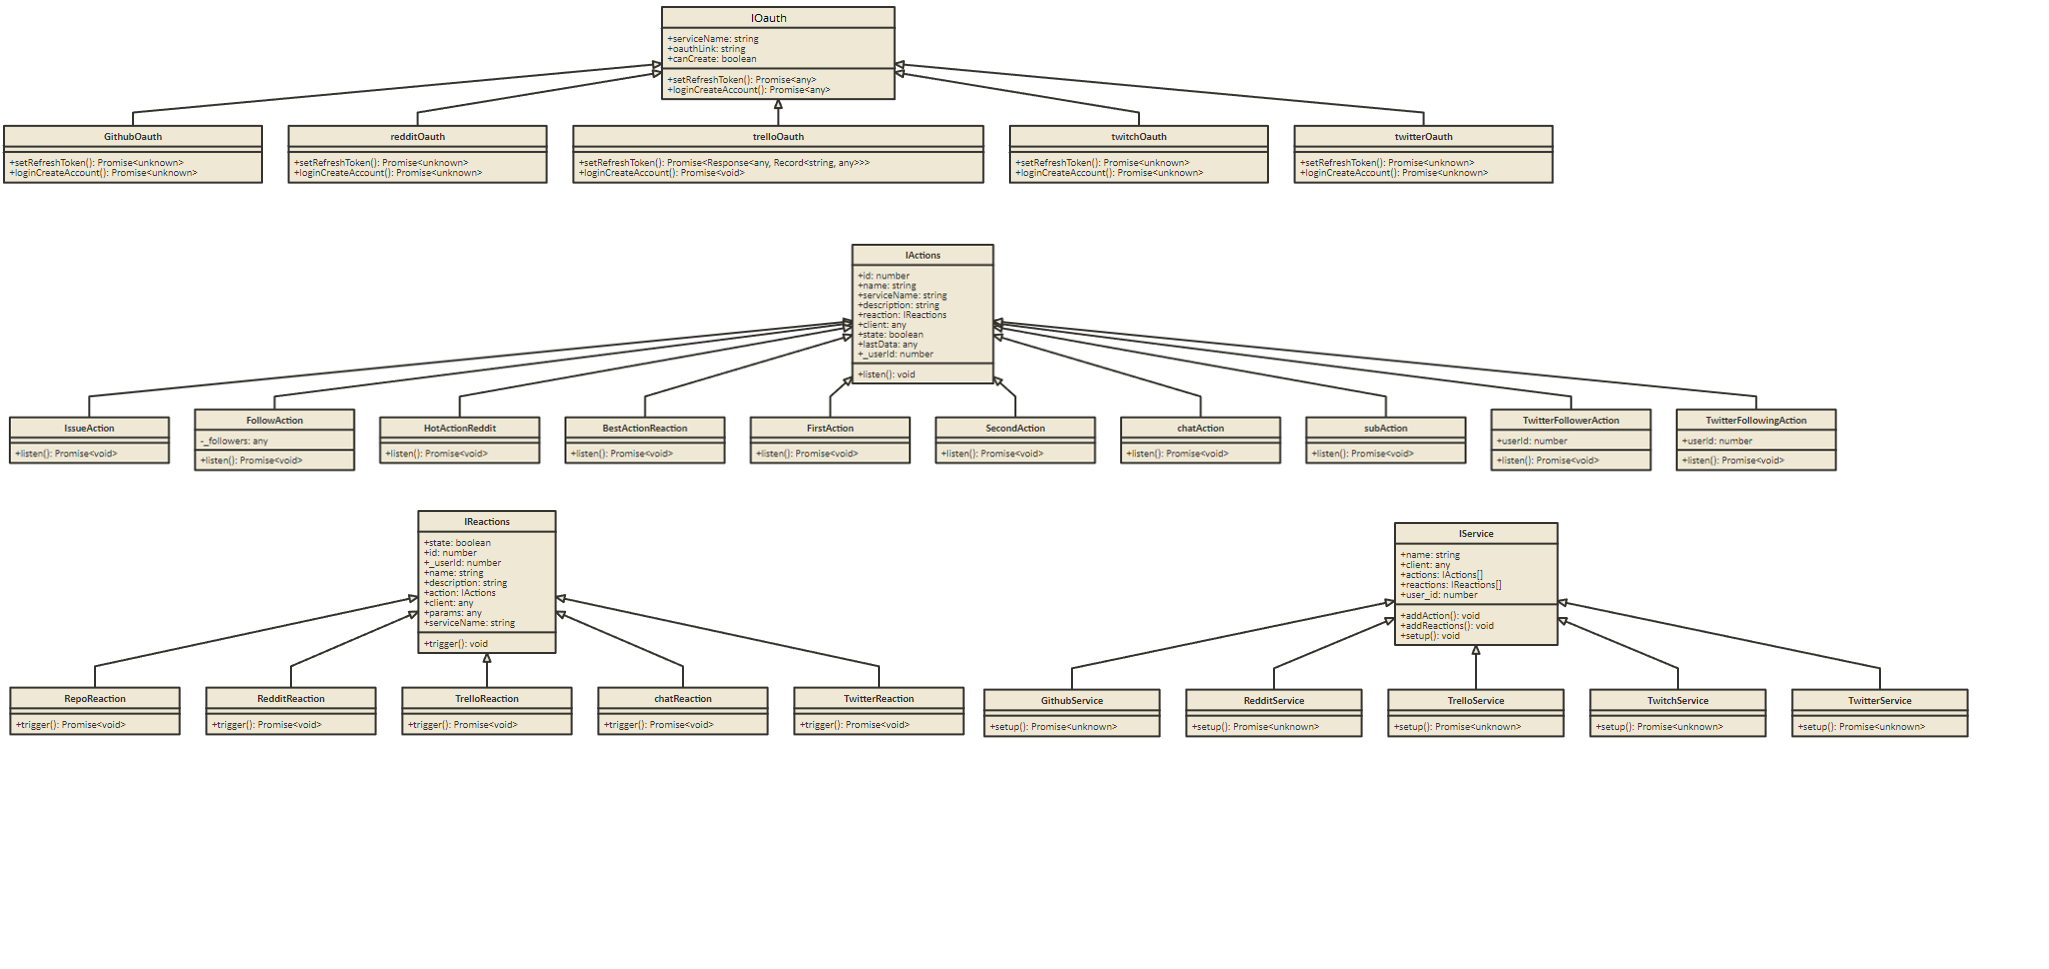 IOauth
+serviceName: string
+oauthLink: string
+canCreate: boolean
+setRefreshToken(): Promise<any>
+loginCreateAccount(): Promise<any>
GithubOauth
+setRefreshToken(): Promise<unknown>
+loginCreateAccount(): Promise<unknown>
redditOauth
+setRefreshToken(): Promise<unknown>
+loginCreateAccount(): Promise<unknown>
trelloOauth
+setRefreshToken(): Promise<Response<any, Record<string, any>>>
+loginCreateAccount(): Promise<void>
twitchOauth
+setRefreshToken(): Promise<unknown>
+loginCreateAccount(): Promise<unknown>
twitterOauth
+setRefreshToken(): Promise<unknown>
+loginCreateAccount(): Promise<unknown>
IActions
+id: number
+name: string
+serviceName: string
+description: string
+reaction: IReactions
+client: any
+state: boolean
+lastData: any
+_userId: number
+listen(): void
IssueAction
+listen(): Promise<void>
FollowAction
-_followers: any
+listen(): Promise<void>
HotActionReddit
+listen(): Promise<void>
BestActionReaction
+listen(): Promise<void>
FirstAction
+listen(): Promise<void>
SecondAction
+listen(): Promise<void>
chatAction
+listen(): Promise<void>
subAction
+listen(): Promise<void>
TwitterFollowerAction
+userId: number
+listen(): Promise<void>
TwitterFollowingAction
+userId: number
+listen(): Promise<void>
IReactions
+state: boolean
+id: number
+_userId: number
+name: string
+description: string
+action: IActions
+client: any
+params: any
+serviceName: string
+trigger(): void
RepoReaction
+trigger(): Promise<void>
RedditReaction
+trigger(): Promise<void>
TrelloReaction
+trigger(): Promise<void>
chatReaction
+trigger(): Promise<void>
TwitterReaction
+trigger(): Promise<void>
IService
+name: string
+client: any
+actions: IActions[]
+reactions: IReactions[]
+user_id: number
+addAction(): void
+addReactions(): void
+setup(): void
GithubService
+setup(): Promise<unknown>
RedditService
+setup(): Promise<unknown>
TrelloService
+setup(): Promise<unknown>
TwitchService
+setup(): Promise<unknown>
TwitterService
+setup(): Promise<unknown>